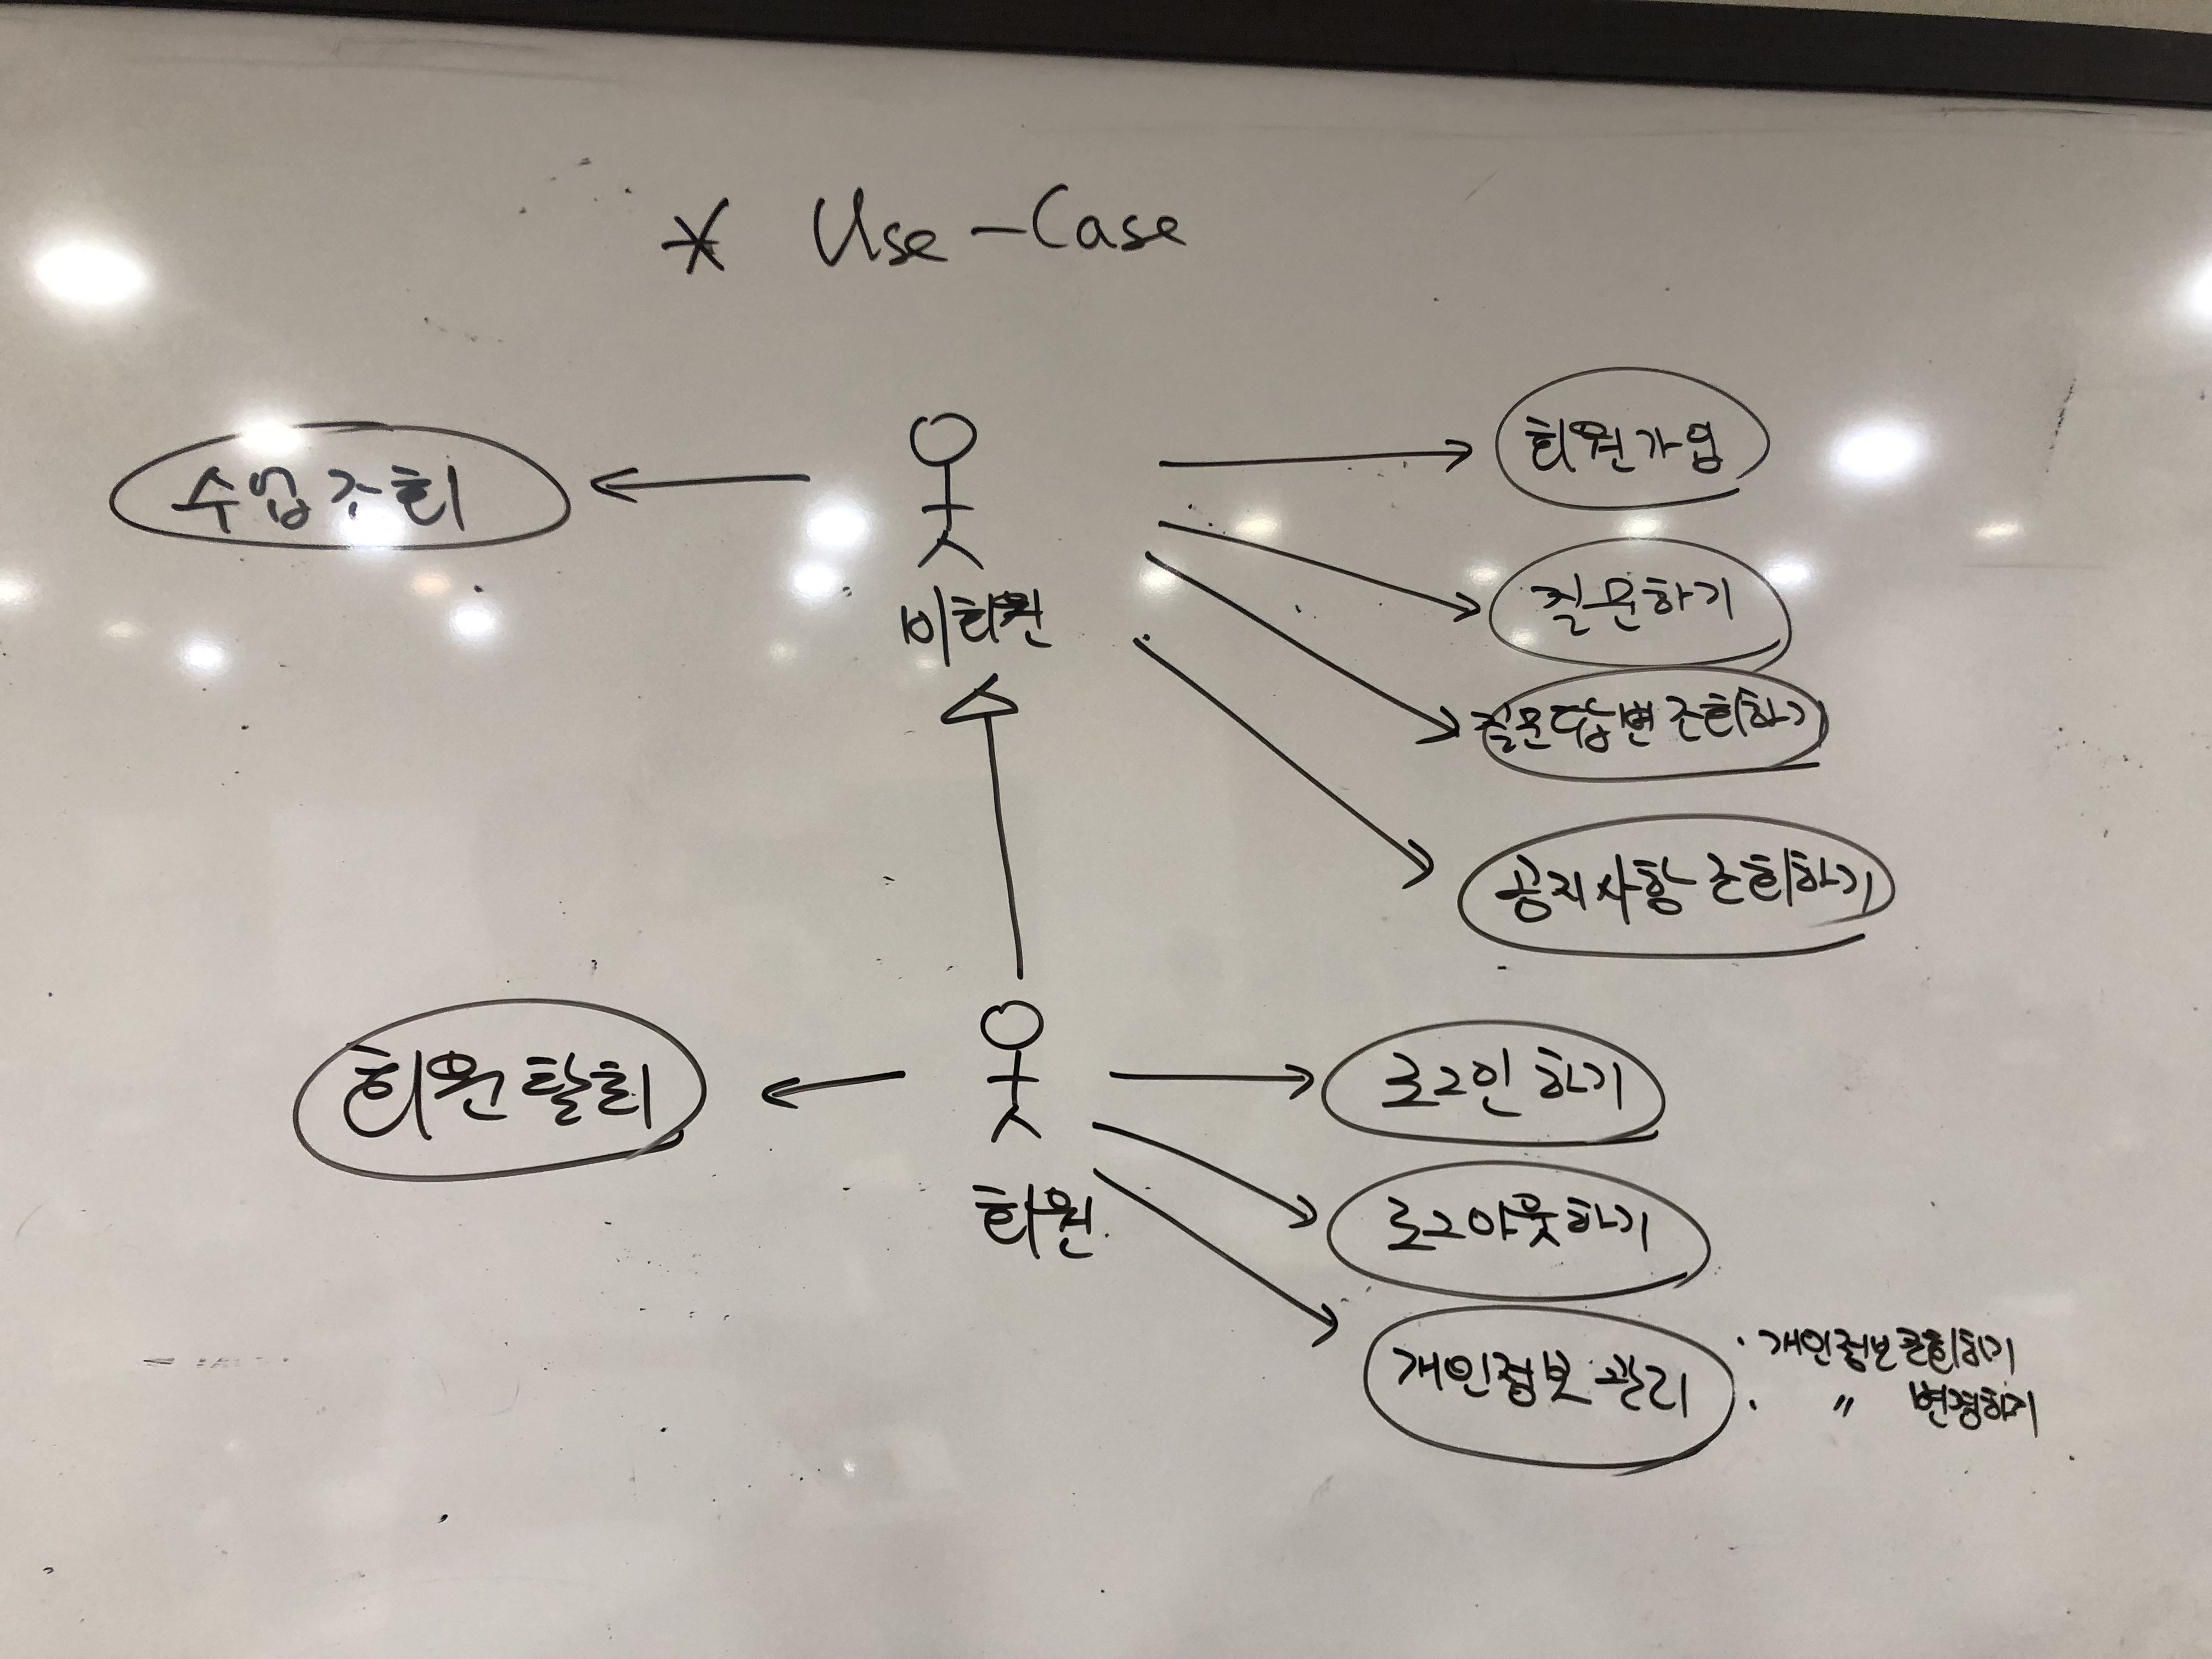 * Use-Case
수업조회
회원가입
질문하기
비회원
질문답변조회하기
공지사항 조회하기
회원탈회
로그인하기
회원
로그아웃하기
개인정보 관리
· 개인정보조회하기
· 〃 변경하기